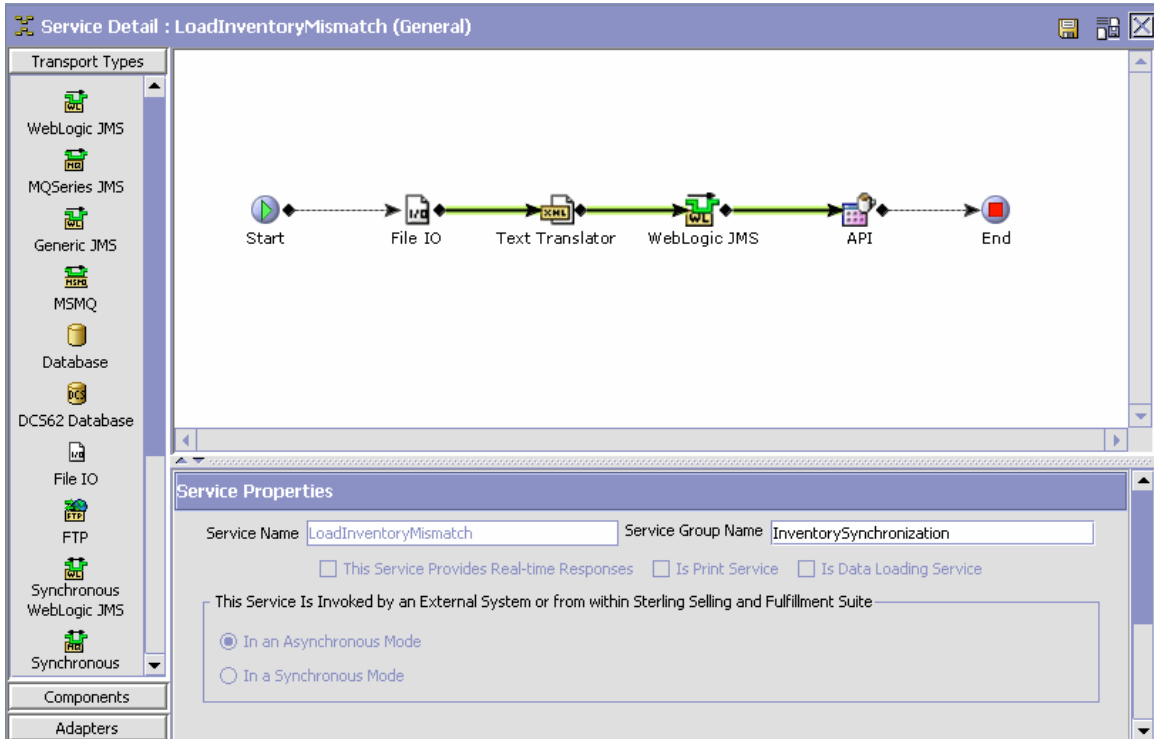 Service Detail : LoadInventoryMismatch (General)
Transport Types
WebLogic JMS
MQSeries JMS
Generic JMS
MSMQ
Database
DCS62 Database
File IO
FTP
Synchronous
WebLogic JMS
Synchronous
Components
Adapters
Start
File IO
Text Translator
WebLogic JMS
API
End
Service Properties
Service Name LoadInventoryMismatch Service Group Name InventorySynchronization
This Service Provides Real-time Responses Is Print Service Is Data Loading Service
This Service Is Invoked by an External System or from within Sterling Selling and Fulfillment Suite
In an Asynchronous Mode
In a Synchronous Mode